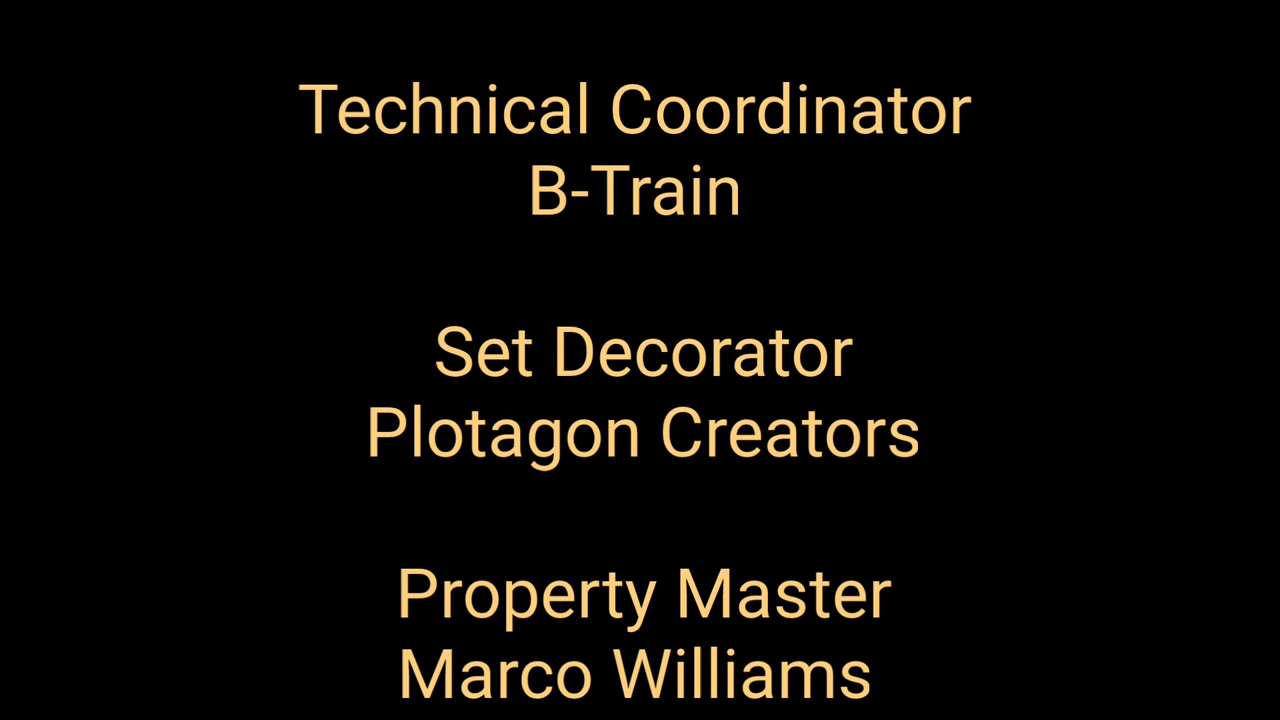 Technical Coordinator
B-Train
Set Decorator
Plotagon Creators
Property Master
Marco Williams